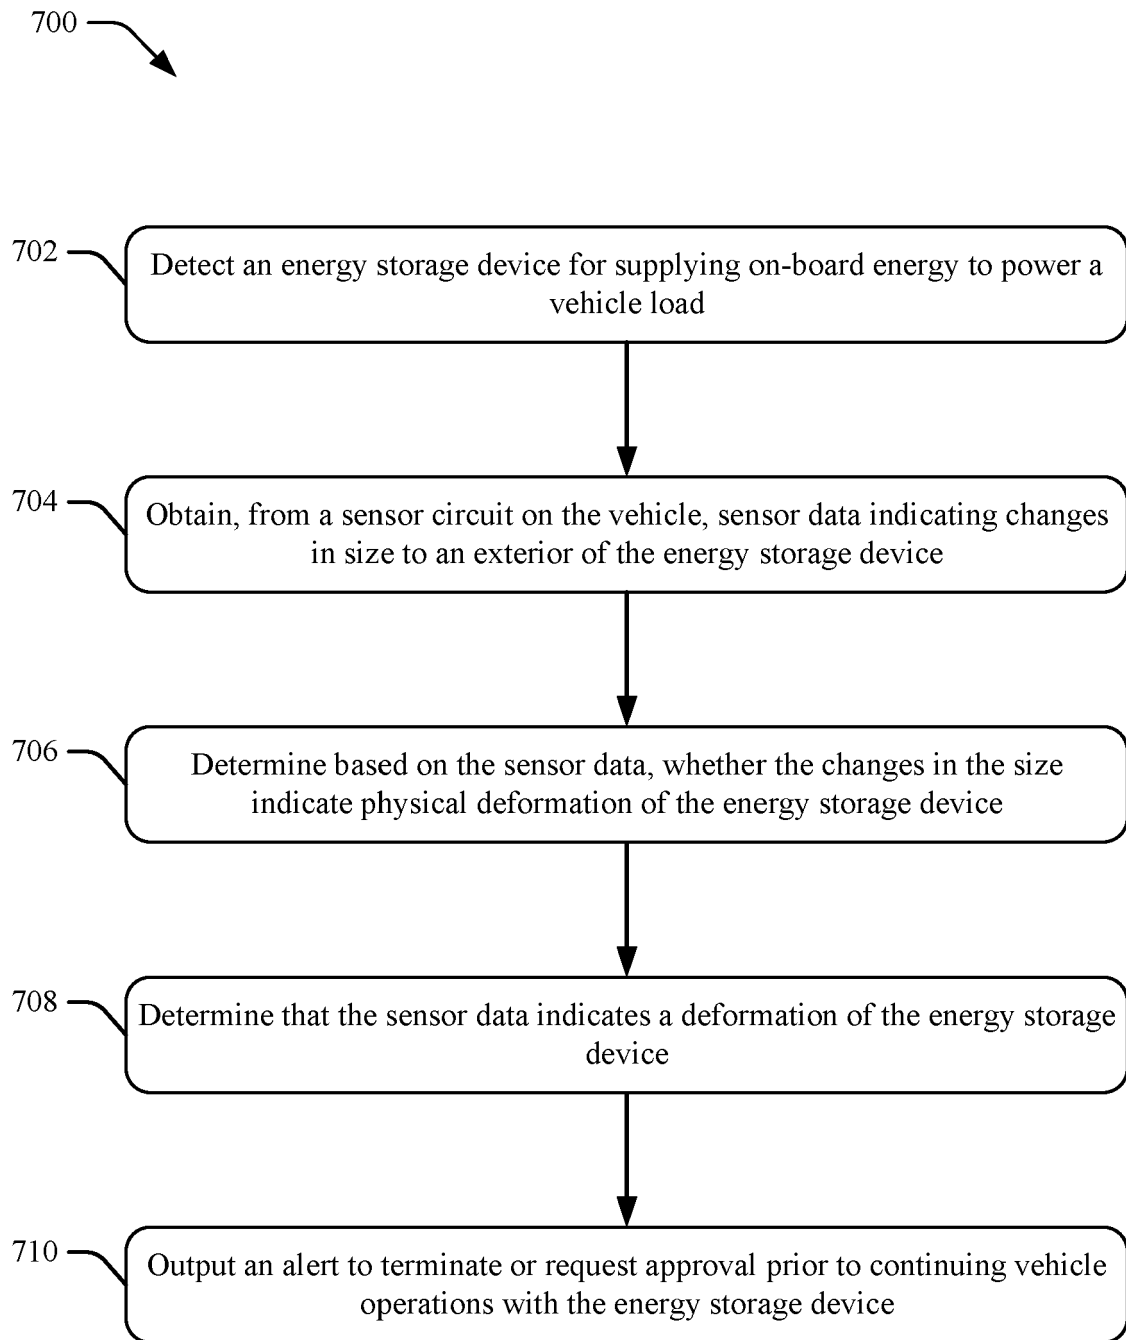 700
702
Detect an energy storage device for supplying on-board energy to power a
vehicle load
704
Obtain, from a sensor circuit on the vehicle, sensor data indicating changes
in size to an exterior of the energy storage device
706
Determine based on the sensor data, whether the changes in the size
indicate physical deformation of the energy storage device
708
Determine that the sensor data indicates a deformation of the energy storage
device
710
Output an alert to terminate or request approval prior to continuing vehicle
operations with the energy storage device